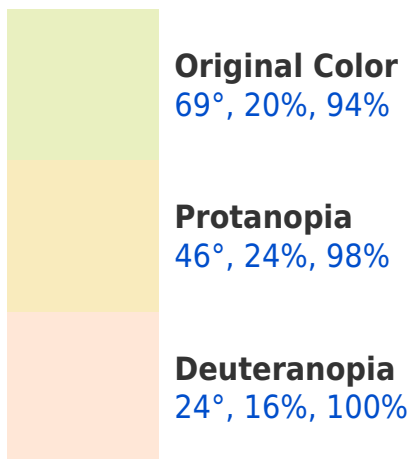 Original Color
69°, 20%, 94%
Protanopia
46°, 24%, 98%
Deuteranopia
24°, 16%, 100%